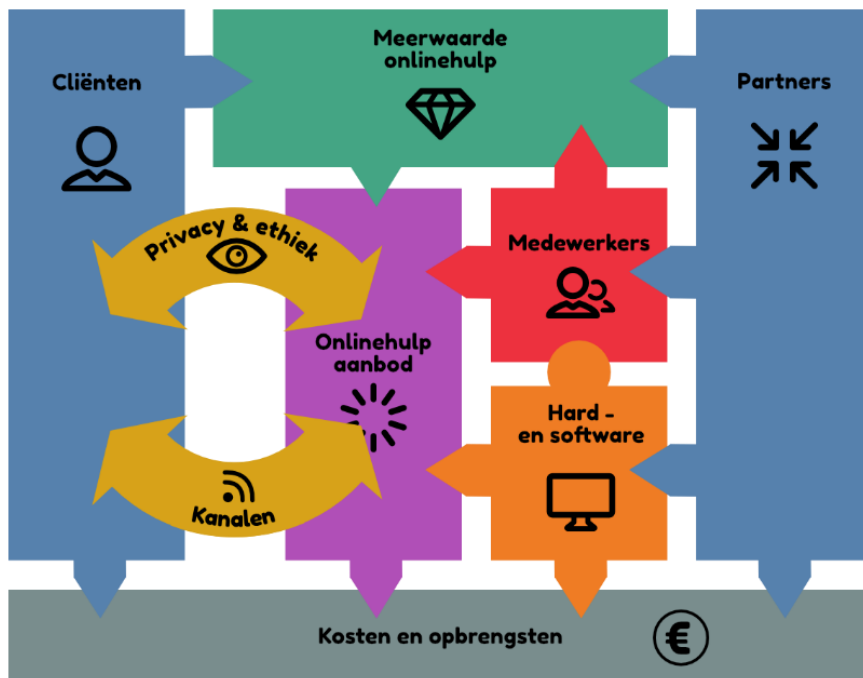 Meerwaarde
onlinehulp
Cliënten
Partners
Privacy & ethiek
Medewerkers
Onlinehulp
aanbod
Hard -
en software
Kanalen
Kosten en opbrengsten
€